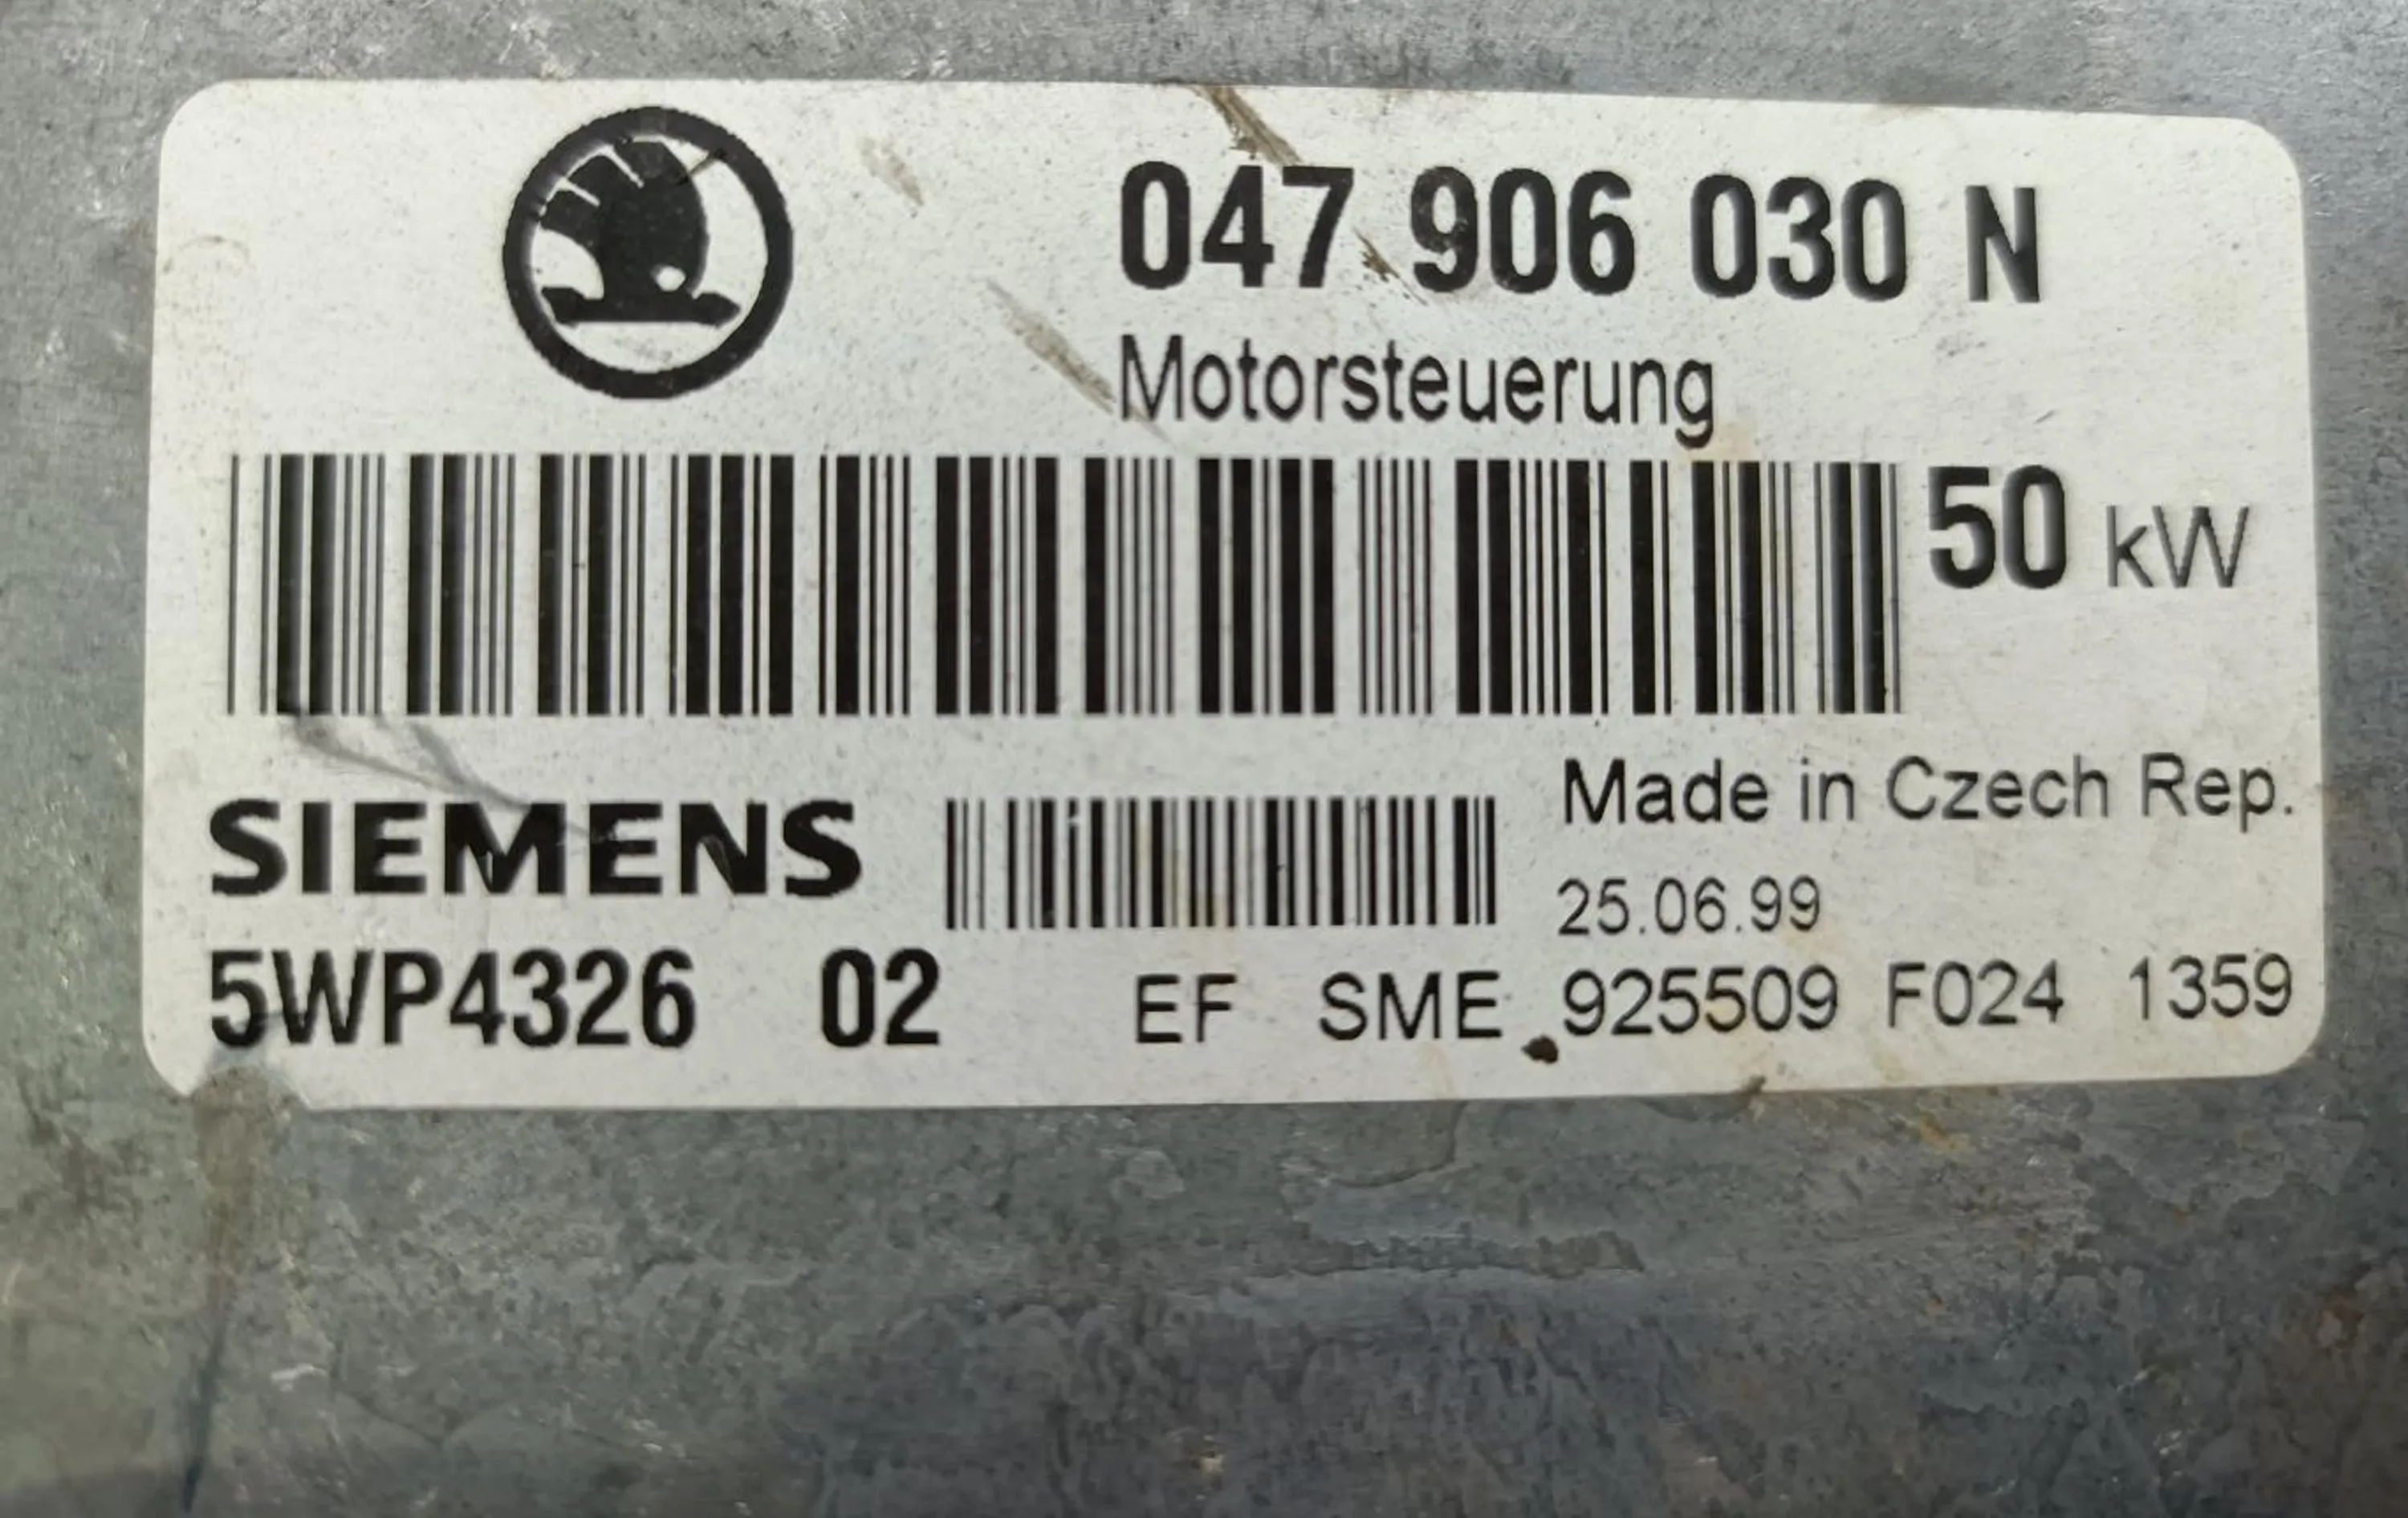 047 906 030 N
Motorsteuerung
50 kW
SIEMENS
Made in Czech Rep.
25.06.99
5WP4326 02 EF SME 925509 F024 1359